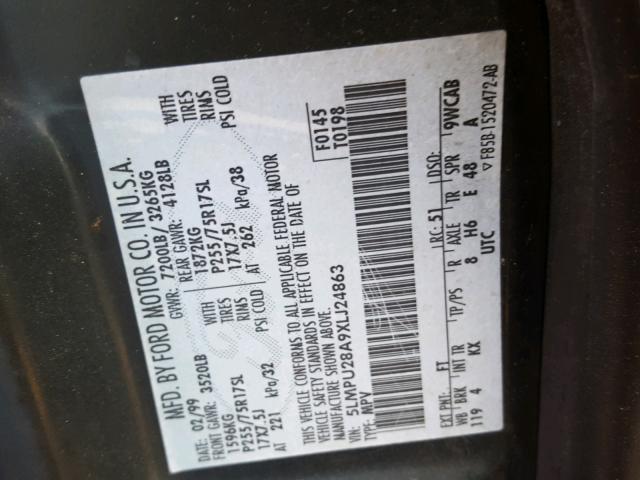 MFD. BY FORD MOTOR CO. IN U.S.A.
DATE: 02/99 GVWR: 7200LB/ 3265KG
FRONT GAWR: 3520LB REAR GAWR: 4128LB WITH
1596KG WITH 1872KG TIRES
P255/75R17SL TIRES P255/75R17SL RIMS
17X7.5J RIMS 17X7.5J PSI COLD
AT 221 kPa/32 PSI COLD AT 262 kPa/38
THIS VEHICLE CONFORMS TO ALL APPLICABLE FEDERAL MOTOR
VEHICLE SAFETY STANDARDS IN EFFECT ON THE DATE OF
MANUFACTURE SHOWN ABOVE.
VIN: 5LMPU28A9XLJ24863 F0145
TYPE: MPV T0198
EXT PNT: FT RC: 51 DSO: 19WCAB
WB BRK INT TR TP/PS R AXLE TR SPR
119 4 KX 8 H6 E 48 A
UTC ▽F85B-1520472-AB